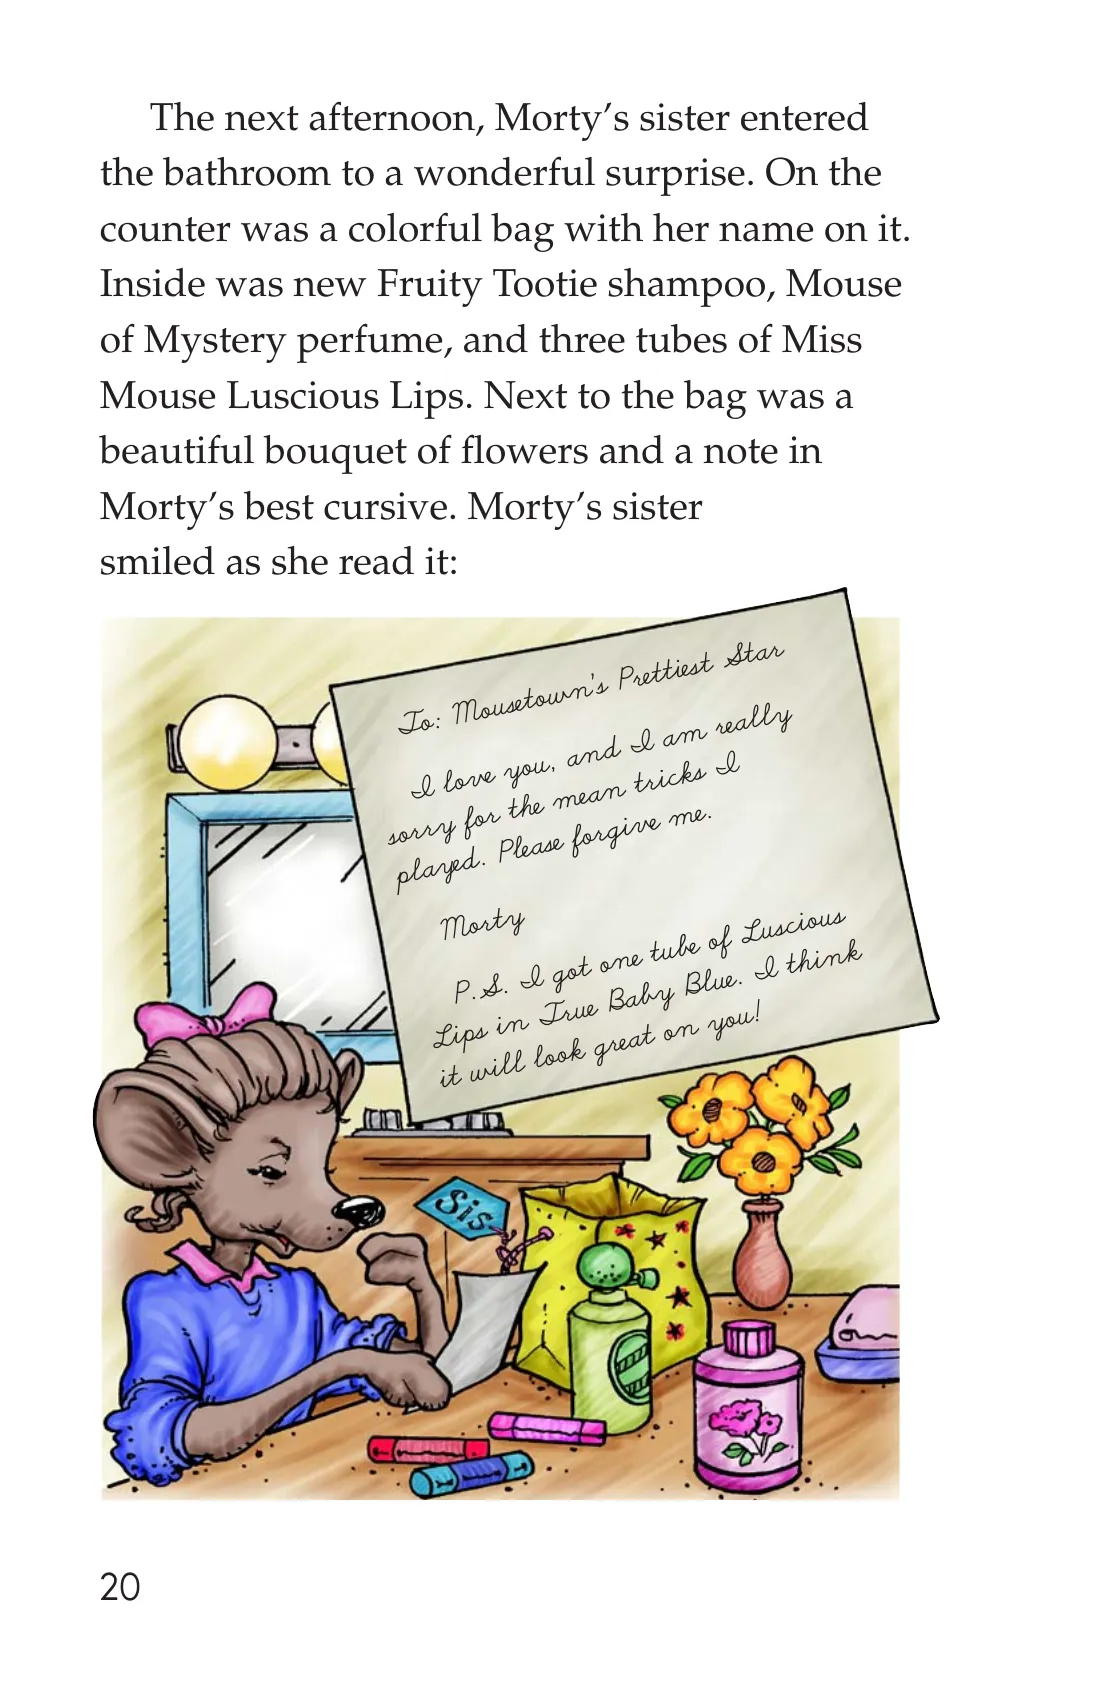 The next afternoon, Morty’s sister entered
the bathroom to a wonderful surprise. On the
counter was a colorful bag with her name on it.
Inside was new Fruity Tootie shampoo, Mouse
of Mystery perfume, and three tubes of Miss
Mouse Luscious Lips. Next to the bag was a
beautiful bouquet of flowers and a note in
Morty’s best cursive. Morty’s sister
smiled as she read it:
To: Mousetown's Prettiest Star
I love you, and I am really
sorry for the mean tricks I
played. Please forgive me.
Morty
P.S. I got one tube of Luscious
Lips in True Baby Blue. I think
it will look great on you!
Sis
20